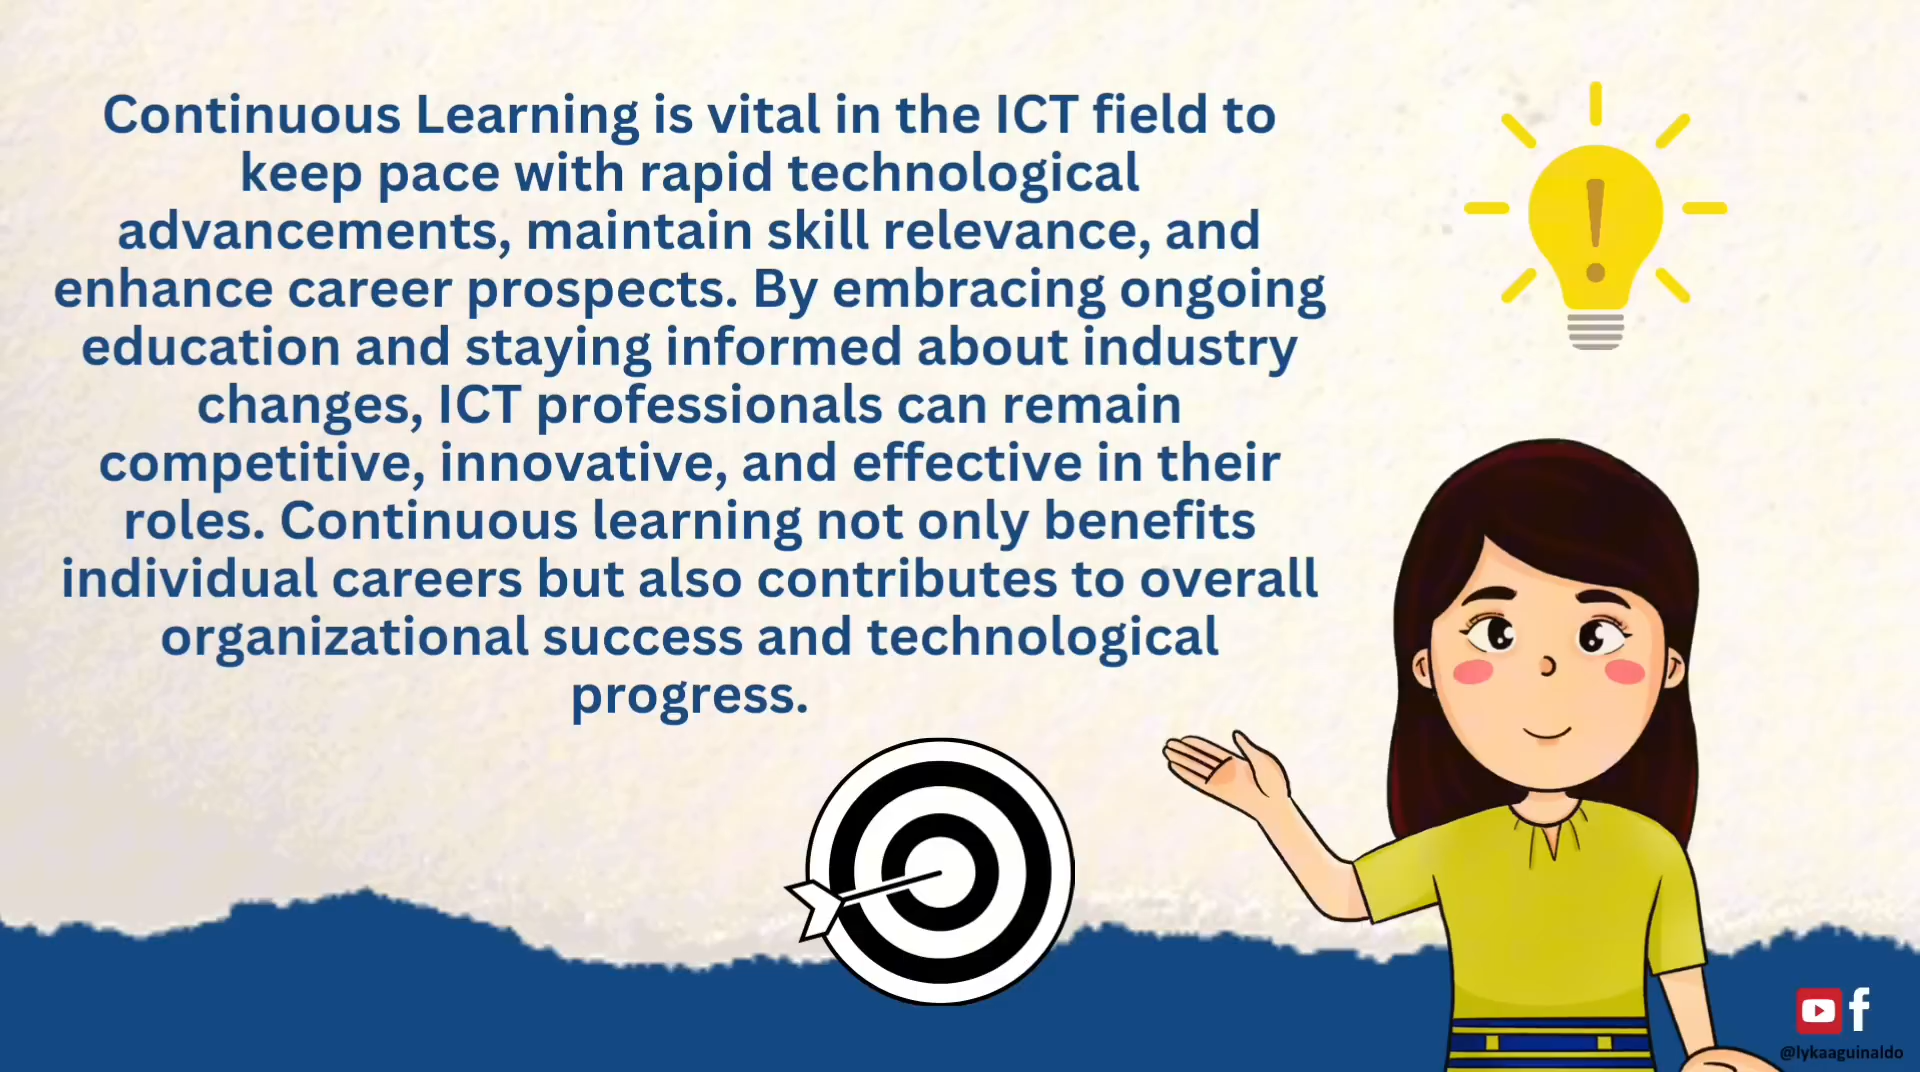 Continuous Learning is vital in the ICT field to
keep pace with rapid technological
advancements, maintain skill relevance, and
enhance career prospects. By embracing ongoing
education and staying informed about industry
changes, ICT professionals can remain
competitive, innovative, and effective in their
roles. Continuous learning not only benefits
individual careers but also contributes to overall
organizational success and technological
progress.
@lykaaguinaldo